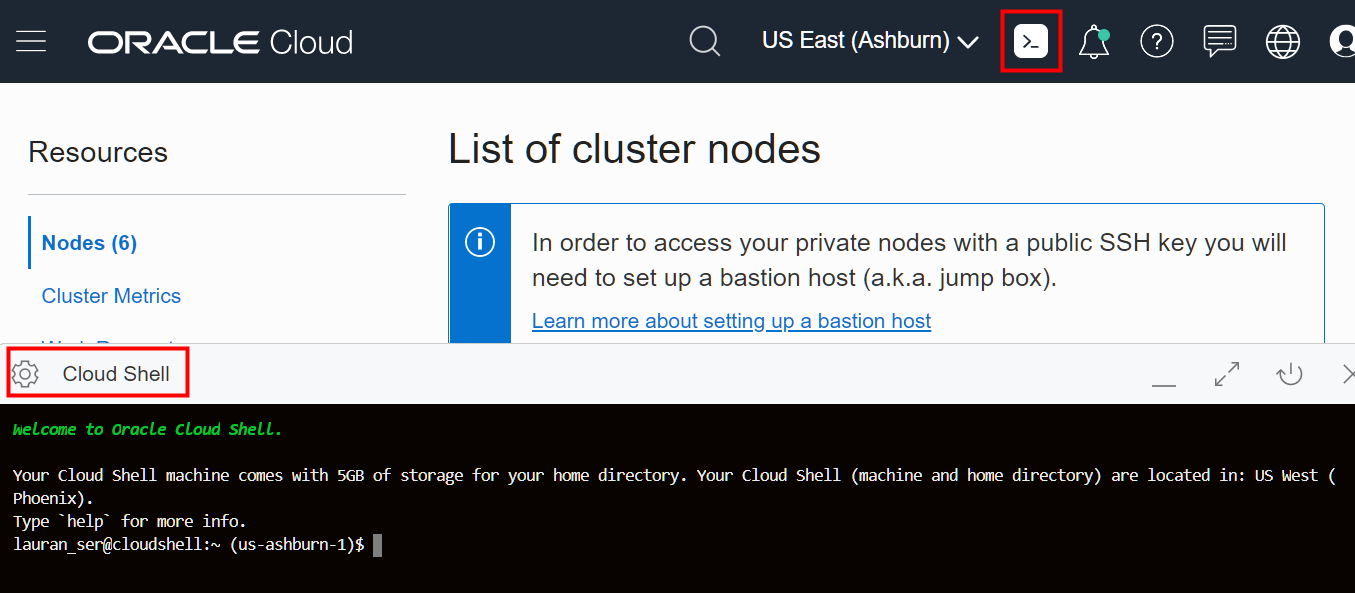 ORACLE Cloud
US East (Ashburn)
Resources
List of cluster nodes
Nodes (6)
Cluster Metrics
In order to access your private nodes with a public SSH key you will
need to set up a bastion host (a.k.a. jump box).
Learn more about setting up a bastion host
Cloud Shell
Welcome to Oracle Cloud Shell.
Your Cloud Shell machine comes with 5GB of storage for your home directory. Your Cloud Shell (machine and home directory) are located in: US West (
Phoenix).
Type `help` for more info.
lauran_ser@cloudshell:~ (us-ashburn-1)$